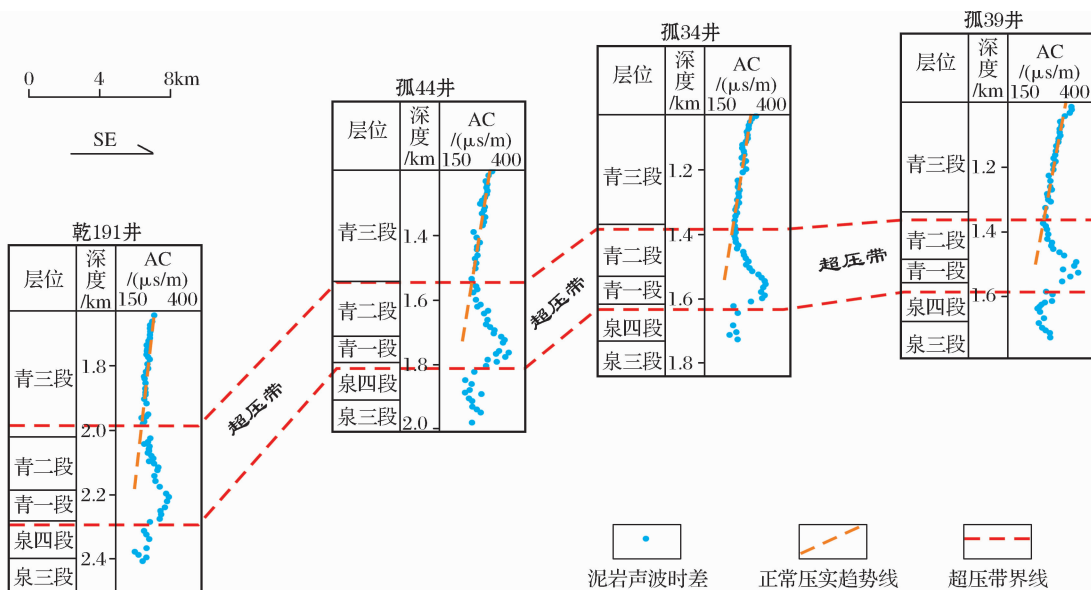 0 4 8km
SE
乾191井
层位
深度/km
AC
/(μs/m)
150 400
青三段
青二段
青一段
泉四段
泉三段
1.8
2.0
2.2
2.4
孤44井
层位
深度/km
AC
/(μs/m)
150 400
青三段
青二段
青一段
泉四段
泉三段
1.4
1.6
1.8
2.0
孤34井
层位
深度/km
AC
/(μs/m)
150 400
青三段
青二段
青一段
泉四段
泉三段
1.2
1.4
1.6
1.8
孤39井
层位
深度/km
AC
/(μs/m)
150 400
青三段
青二段
青一段
泉四段
泉三段
1.2
1.4
1.6
超压带
超压带
超压带
泥岩声波时差
正常压实趋势线
超压带界线